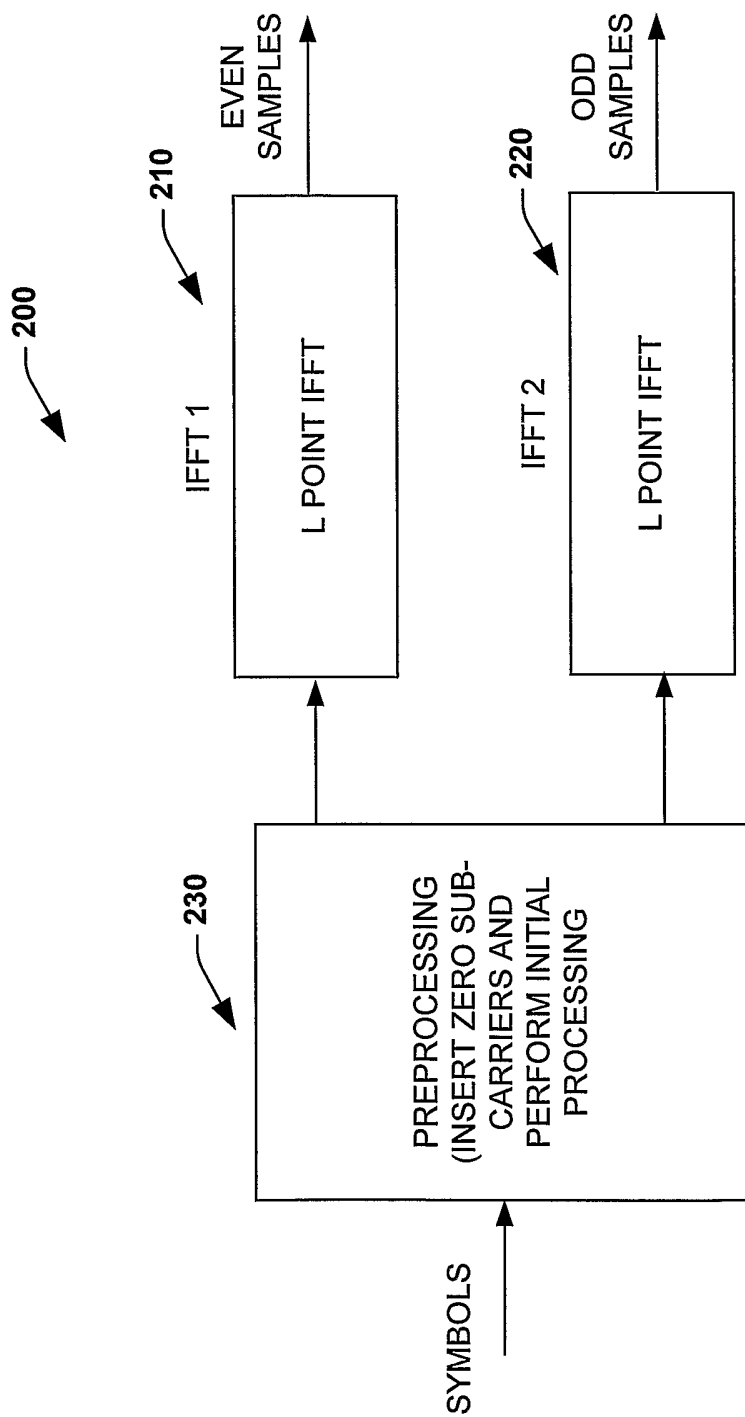 200
SYMBOLS
230
PREPROCESSING
(INSERT ZERO SUB-
CARRIERS AND
PERFORM INITIAL
PROCESSING
IFFT 1
210
L POINT IFFT
EVEN
SAMPLES
IFFT 2
220
L POINT IFFT
ODD
SAMPLES